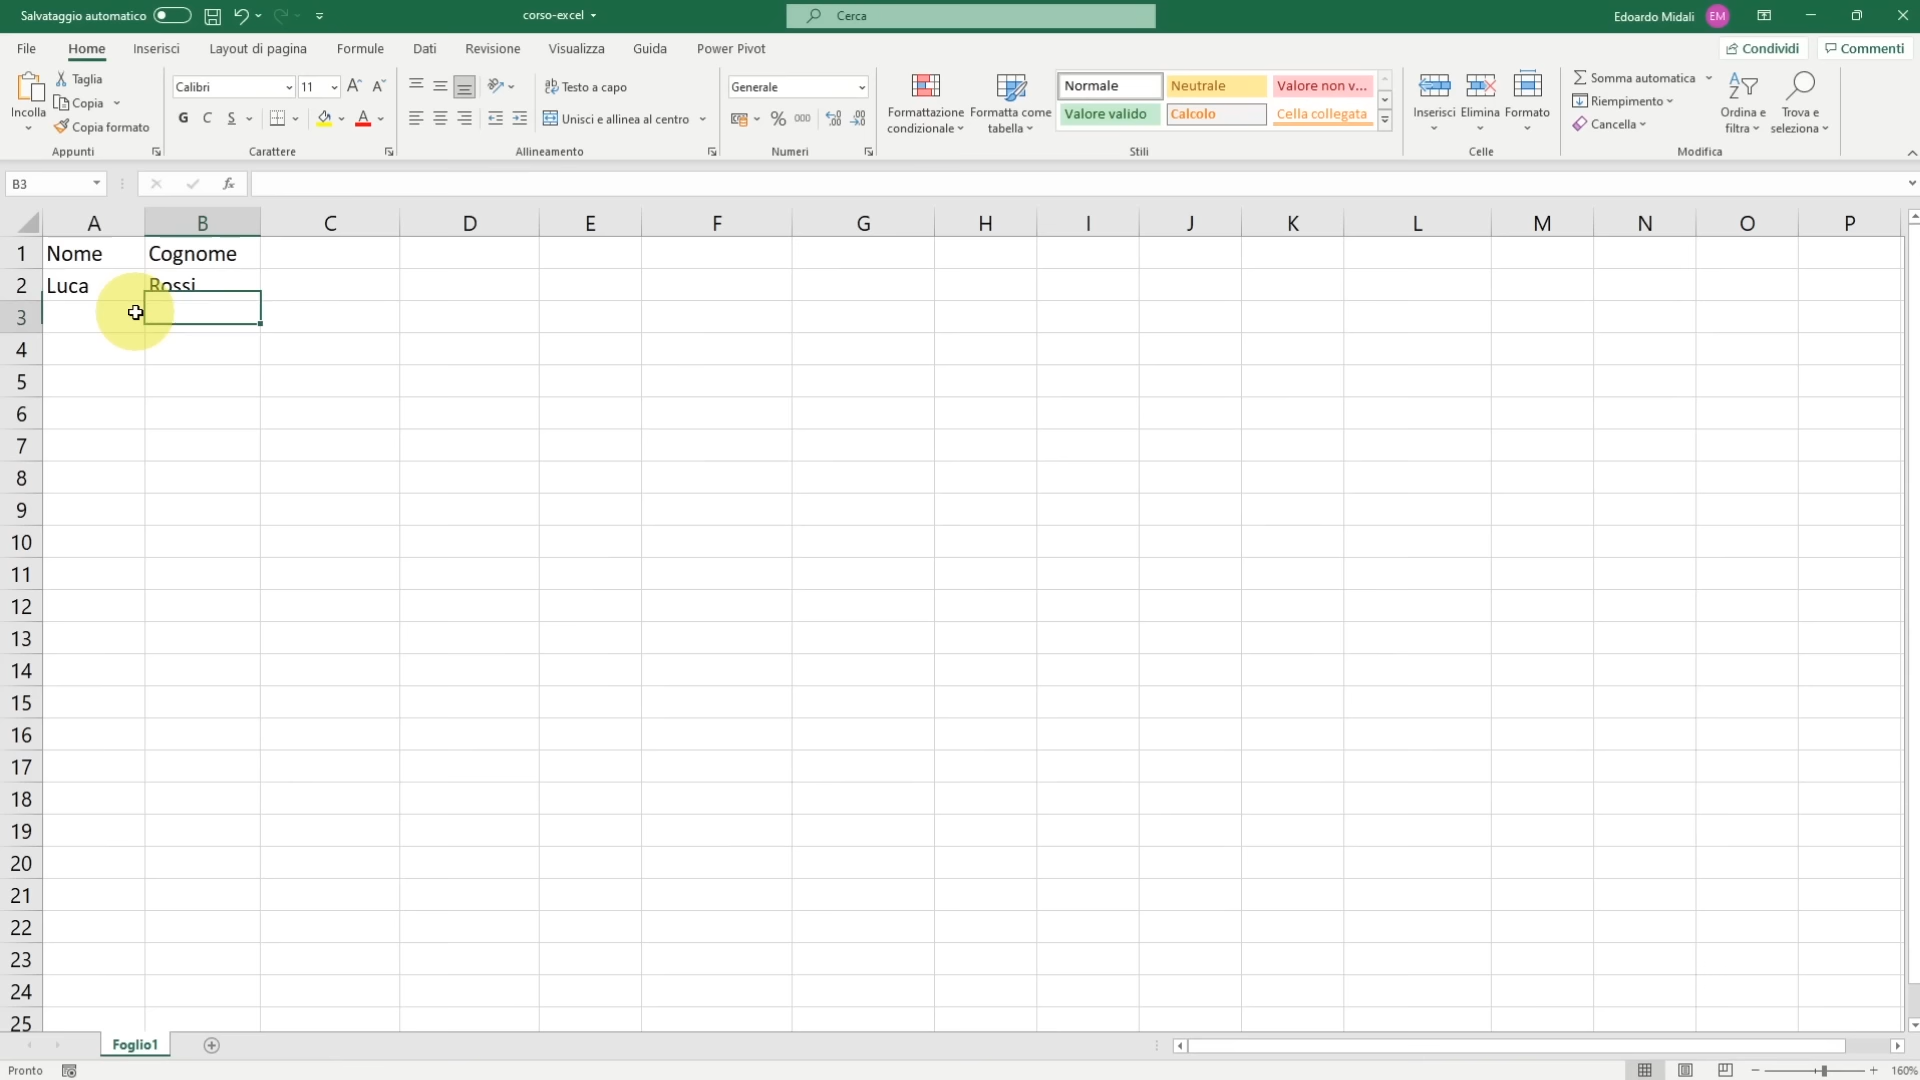 Salvataggio automatico
corso-excel
Cerca
Edoardo Midali EM
File Home Inserisci Layout di pagina Formule Dati Revisione Visualizza Guida Power Pivot
Condividi Commenti
Incolla
Taglia
Copia
Copia formato
Appunti
Calibri 11
G C S
Carattere
Testo a capo
Unisci e allinea al centro
Allineamento
Generale
% 000
Numeri
Formattazione condizionale
Formatta come tabella
Normale Neutrale Valore non v...
Valore valido Calcolo Cella collegata
Stili
Inserisci Elimina Formato
Celle
Somma automatica
Riempimento
Cancella
Ordina e filtra
Trova e seleziona
Modifica
B3 fx
A B C D E F G H I J K L M N O P
1 Nome Cognome
2 Luca Rossi
3
4
5
6
7
8
9
10
11
12
13
14
15
16
17
18
19
20
21
22
23
24
25
Foglio1
Pronto 160%